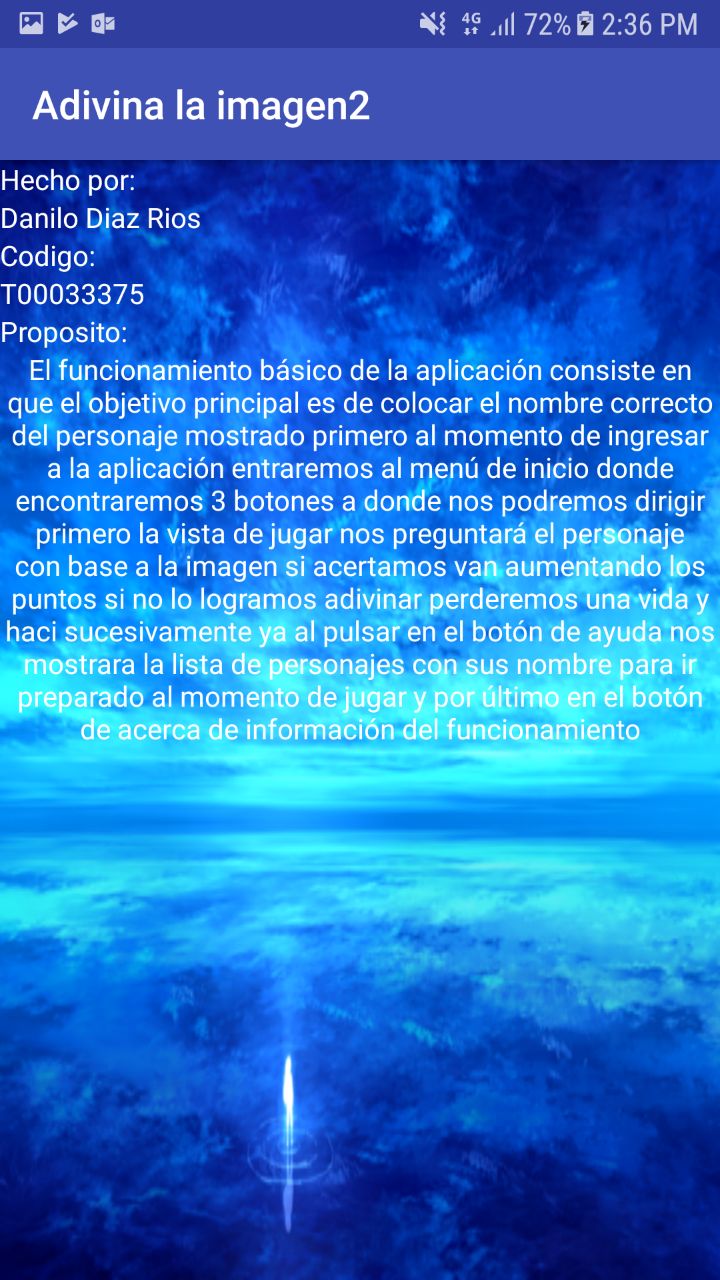 4G 72% 2:36 PM
Adivina la imagen2
Hecho por:
Danilo Diaz Rios
Codigo:
T00033375
Proposito:
El funcionamiento básico de la aplicación consiste en
que el objetivo principal es de colocar el nombre correcto
del personaje mostrado primero al momento de ingresar
a la aplicación entraremos al menú de inicio donde
encontraremos 3 botones a donde nos podremos dirigir
primero la vista de jugar nos preguntará el personaje
con base a la imagen si acertamos van aumentando los
puntos si no lo logramos adivinar perderemos una vida y
haci sucesivamente ya al pulsar en el botón de ayuda nos
mostrara la lista de personajes con sus nombre para ir
preparado al momento de jugar y por último en el botón
de acerca de información del funcionamiento